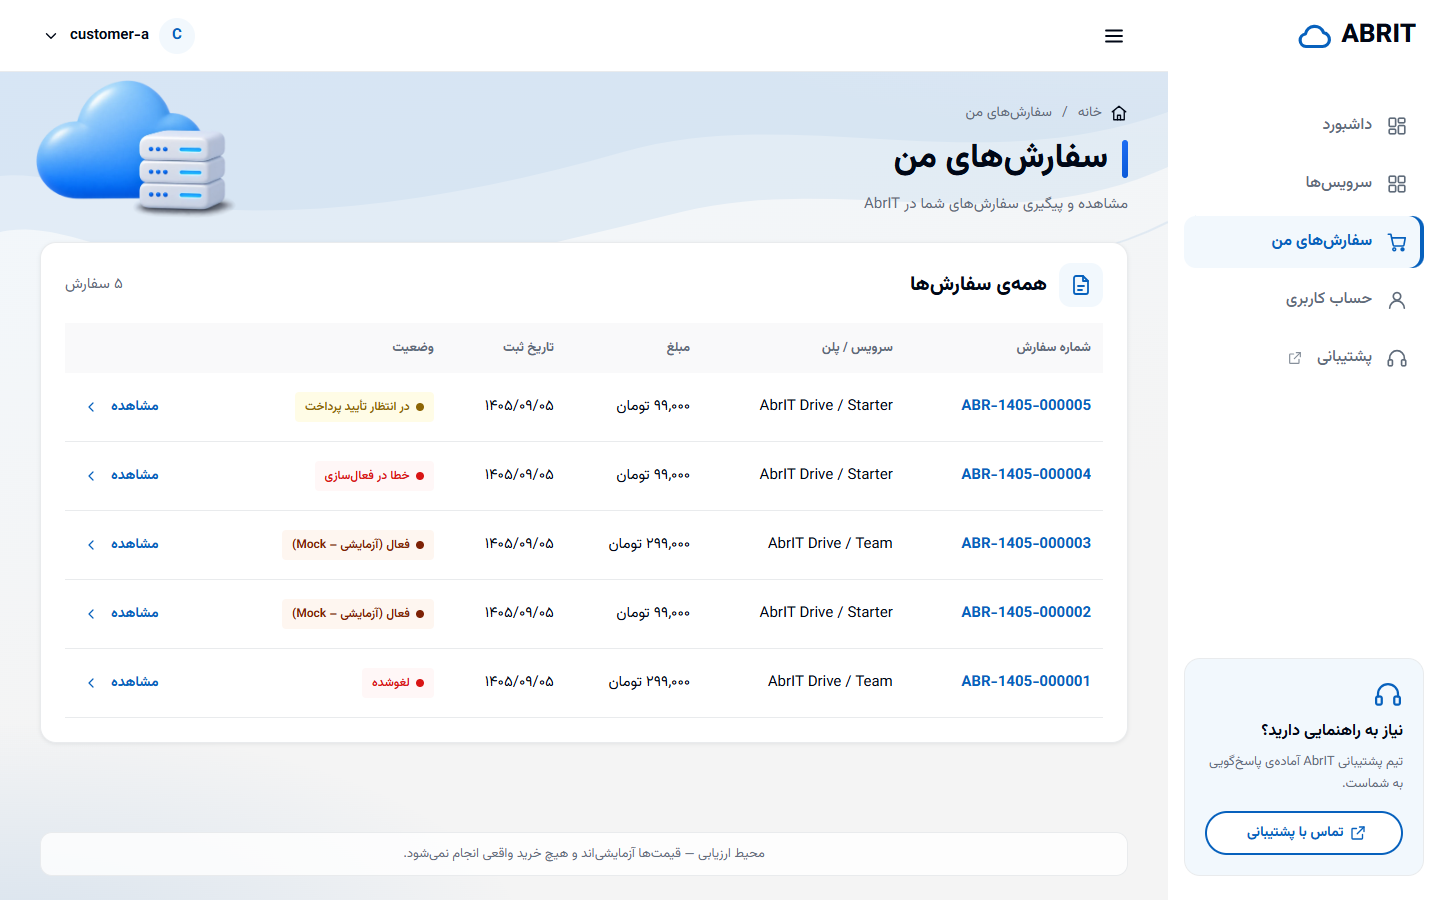 ABRIT
داشبورد
سرویس‌ها
سفارش‌های من
حساب کاربری
پشتیبانی
نیاز به راهنمایی دارید؟
تیم پشتیبانی AbrIT آماده‌ی پاسخ‌گویی
به شماست.
تماس با پشتیبانی
C customer-a
خانه / سفارش‌های من
سفارش‌های من
مشاهده و پیگیری سفارش‌های شما در AbrIT
همه‌ی سفارش‌ها
۵ سفارش
شماره سفارش سرویس / پلن مبلغ تاریخ ثبت وضعیت
ABR-1405-000005 AbrIT Drive / Starter ۹۹,۰۰۰ تومان ۱۴۰۵/۰۹/۰۵ در انتظار تأیید پرداخت مشاهده
ABR-1405-000004 AbrIT Drive / Starter ۹۹,۰۰۰ تومان ۱۴۰۵/۰۹/۰۵ خطا در فعال‌سازی مشاهده
ABR-1405-000003 AbrIT Drive / Team ۲۹۹,۰۰۰ تومان ۱۴۰۵/۰۹/۰۵ فعال (آزمایشی – Mock) مشاهده
ABR-1405-000002 AbrIT Drive / Starter ۹۹,۰۰۰ تومان ۱۴۰۵/۰۹/۰۵ فعال (آزمایشی – Mock) مشاهده
ABR-1405-000001 AbrIT Drive / Team ۲۹۹,۰۰۰ تومان ۱۴۰۵/۰۹/۰۵ لغوشده مشاهده
محیط ارزیابی — قیمت‌ها آزمایشی‌اند و هیچ خرید واقعی انجام نمی‌شود.